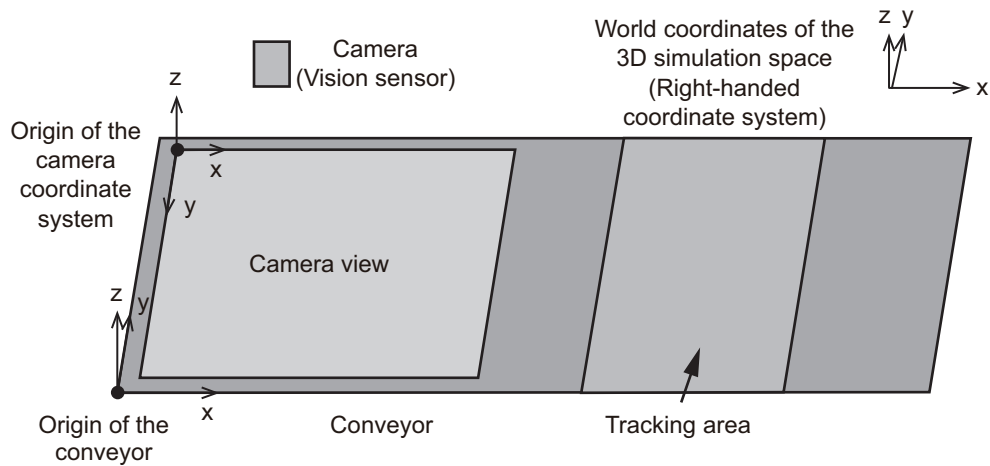 Camera
(Vision sensor)
World coordinates of the
3D simulation space
(Right-handed
coordinate system)
z
y
x
Origin of the
camera
coordinate
system
z
x
y
Camera view
z
y
x
Origin of the
conveyor
Conveyor
Tracking area